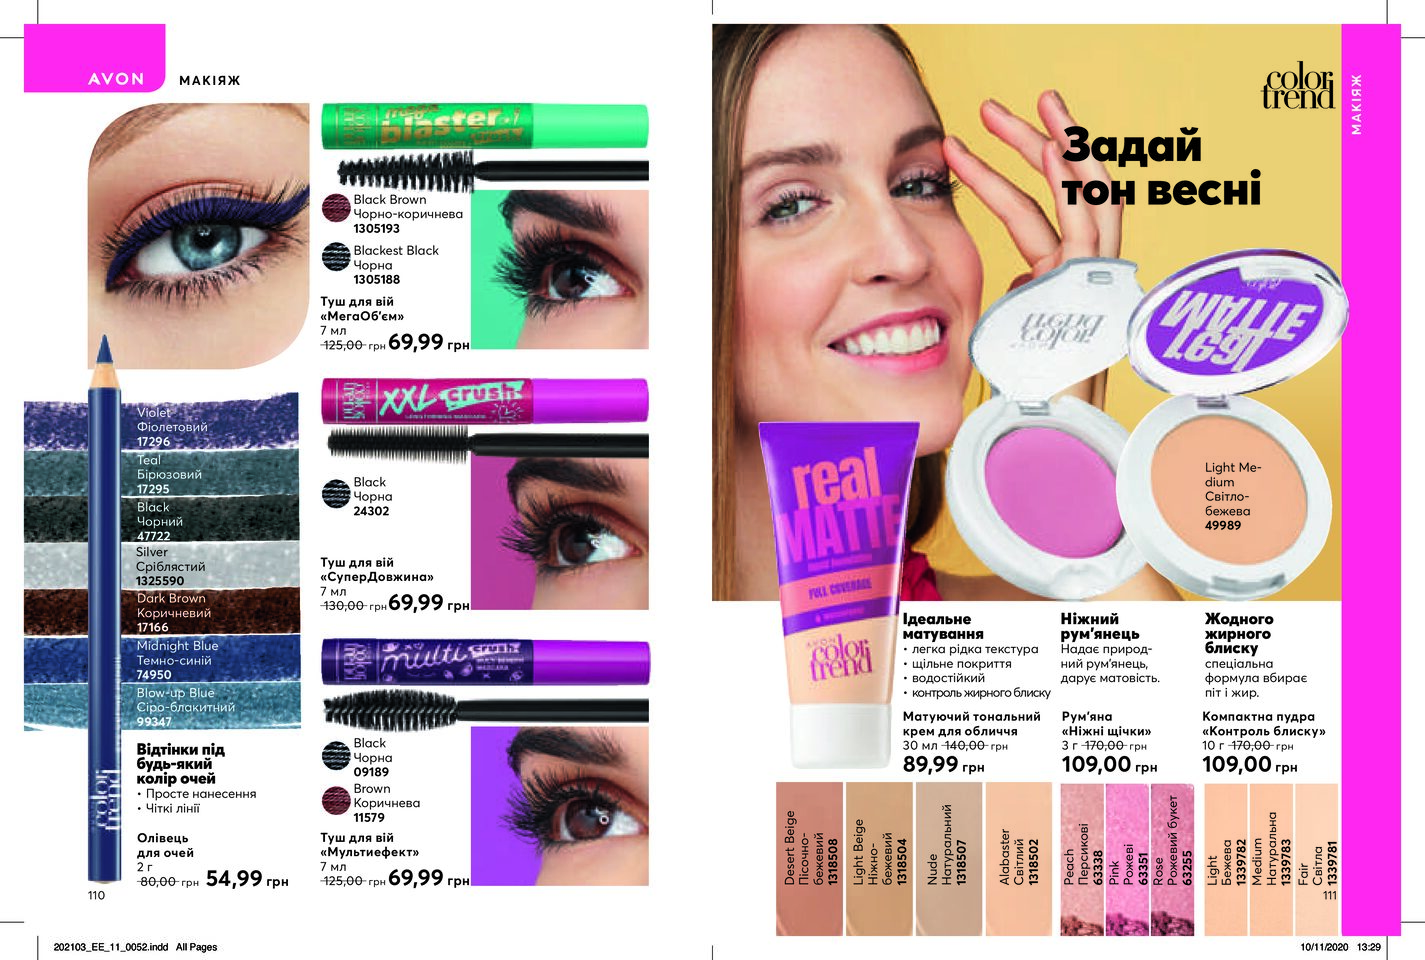 AVON
МАКІЯЖ
mega
blaster
Black Brown
Чорно-коричнева
1305193
Blackest Black
Чорна
1305188
Туш для вій
«МегаОб'єм»
7 мл
125,00 грн 69,99 грн
XXL crush
Black
Чорна
24302
Туш для вій
«СуперДовжина»
7 мл
130,00 грн 69,99 грн
multi crush
Black
Чорна
09189
Brown
Коричнева
11579
Туш для вій
«Мультиефект»
7 мл
125,00 грн 69,99 грн
Violet
Фіолетовий
17296
Teal
Бірюзовий
17295
Black
Чорний
47722
Silver
Сріблястий
1325590
Dark Brown
Коричневий
17166
Midnight Blue
Темно-синій
74950
Blow-up Blue
Сіро-блакитний
99347
color trend
Відтінки під
будь-який
колір очей
• Просте нанесення
• Чіткі лінії
Олівець
для очей
2 г
80,00 грн 54,99 грн
110
color
trend
МАКІЯЖ
Задай
тон весні
real
MATTE
FULL COVERAGE
AVON
color
trend
Light Me-
dium
Світло-
бежева
49989
Ідеальне
матування
• легка рідка текстура
• щільне покриття
• водостійкий
• контроль жирного блиску
Матуючий тональний
крем для обличчя
30 мл 140,00 грн
89,99 грн
Ніжний
рум'янець
Надає природ-
ний рум'янець,
дарує матовість.
Рум'яна
«Ніжні щічки»
3 г 170,00 грн
109,00 грн
Жодного
жирного
блиску
спеціальна
формула вбирає
піт і жир.
Компактна пудра
«Контроль блиску»
10 г 170,00 грн
109,00 грн
Desert Beige
Пісочно-
бежевий
1318508
Light Beige
Ніжно-
бежевий
1318504
Nude
Натуральний
1318507
Alabaster
Світлий
1318502
Peach
Персикові
63338
Pink
Рожеві
63351
Rose
Рожевий букет
63255
Light
Бежева
1339782
Medium
Натуральна
1339783
Fair
Світла
1339781
111
202103_EE_11_0052.indd All Pages
10/11/2020 13:29